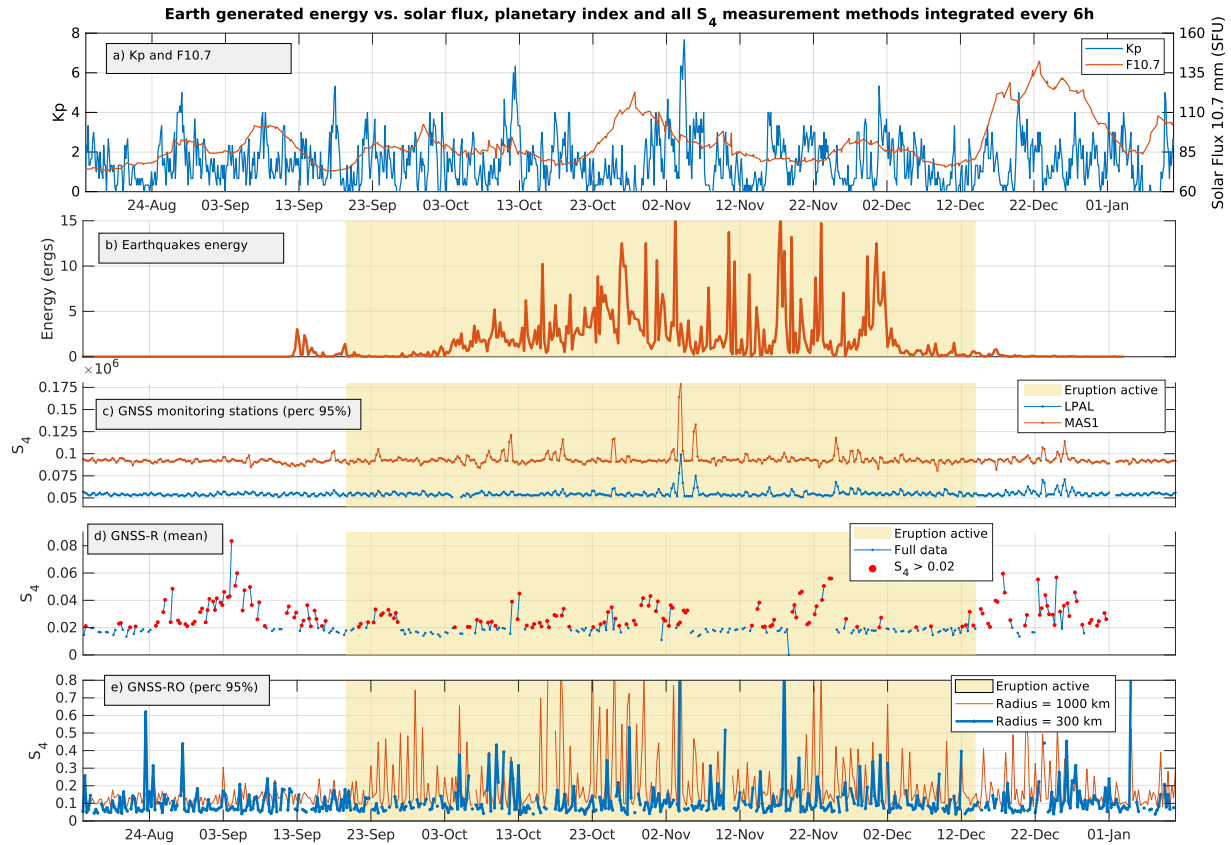 Earth generated energy vs. solar flux, planetary index and all S4 measurement methods integrated every 6h
a) Kp and F10.7
Kp
F10.7
Kp
8
6
4
2
0
160
135
110
85
60
Solar Flux 10.7 mm (SFU)
24-Aug 03-Sep 13-Sep 23-Sep 03-Oct 13-Oct 23-Oct 02-Nov 12-Nov 22-Nov 02-Dec 12-Dec 22-Dec 01-Jan
b) Earthquakes energy
Energy (ergs)
15
10
5
0
×10^6
c) GNSS monitoring stations (perc 95%)
Eruption active
LPAL
MAS1
S4
0.175
0.15
0.125
0.1
0.075
0.05
d) GNSS-R (mean)
Eruption active
Full data
S4 > 0.02
S4
0.08
0.06
0.04
0.02
0
e) GNSS-RO (perc 95%)
Eruption active
Radius = 1000 km
Radius = 300 km
S4
0.8
0.7
0.6
0.5
0.4
0.3
0.2
0.1
0
24-Aug 03-Sep 13-Sep 23-Sep 03-Oct 13-Oct 23-Oct 02-Nov 12-Nov 22-Nov 02-Dec 12-Dec 22-Dec 01-Jan